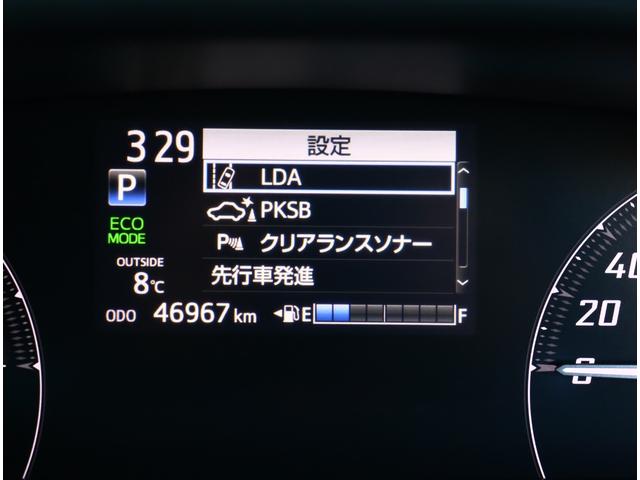 3 29
設定
LDA
P
PKSB
ECO
MODE
P クリアランスソナー
OUTSIDE
8℃
先行車発進
ODO 46967 km
E F
40
20
0